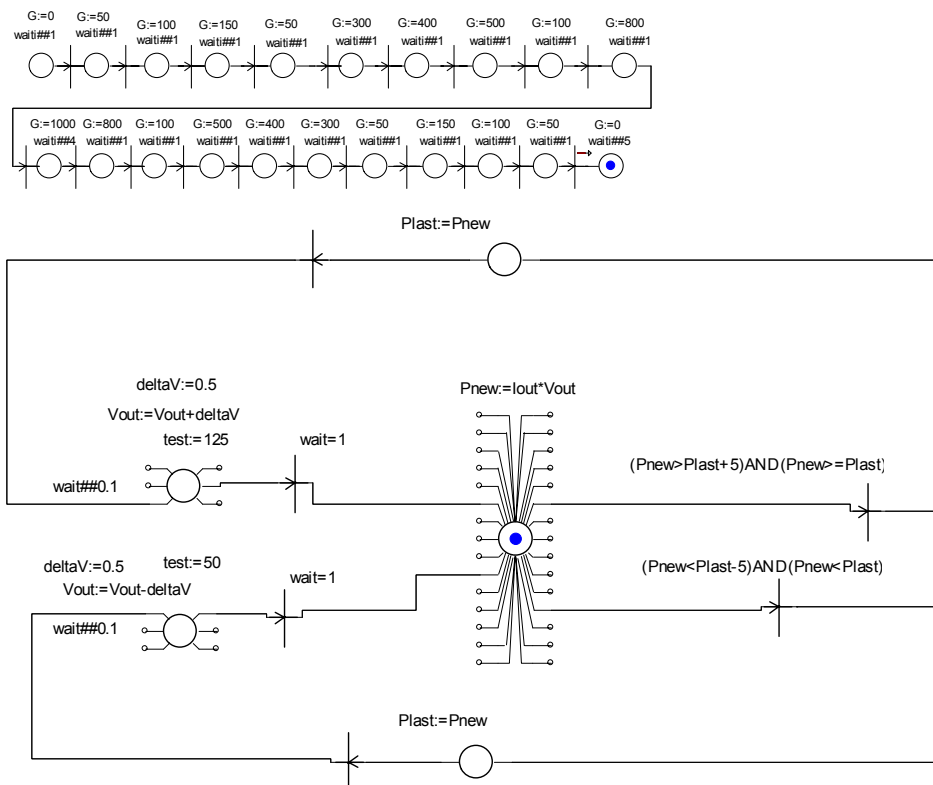 G:=0 G:=50 G:=100 G:=150 G:=50 G:=300 G:=400 G:=500 G:=100 G:=800
waiti##1 waiti##1 waiti##1 waiti##1 waiti##1 waiti##1 waiti##1 waiti##1 waiti##1 waiti##1
G:=1000 G:=800 G:=100 G:=500 G:=400 G:=300 G:=50 G:=150 G:=100 G:=50 G:=0
waiti##4 waiti##1 waiti##1 waiti##1 waiti##1 waiti##1 waiti##1 waiti##1 waiti##1 waiti##1 waiti##5
Plast:=Pnew
deltaV:=0.5
Vout:=Vout+deltaV
test:=125
wait##0.1
wait=1
Pnew:=Iout*Vout
(Pnew>Plast+5)AND(Pnew>=Plast)
deltaV:=0.5
test:=50
Vout:=Vout-deltaV
wait##0.1
wait=1
(Pnew<Plast-5)AND(Pnew<Plast)
Plast:=Pnew